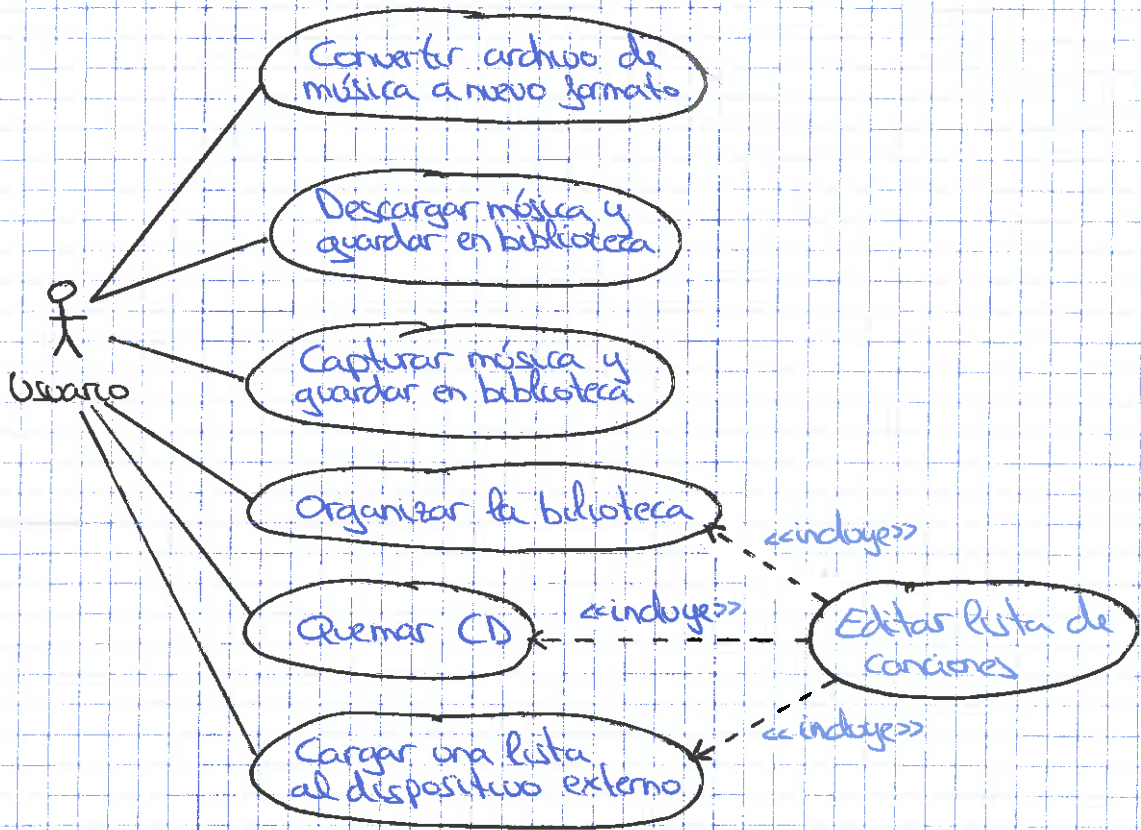 Convertir archivo de
música a nuevo formato
Descargar música y
guardar en biblioteca
Capturar música y
guardar en biblioteca
Usuario
Organizar la bilioteca
<<incluye>>
Quemar CD
<<incluye>>
Editar lista de
canciones
<<incluye>>
Cargar una lista
al dispositivo externo